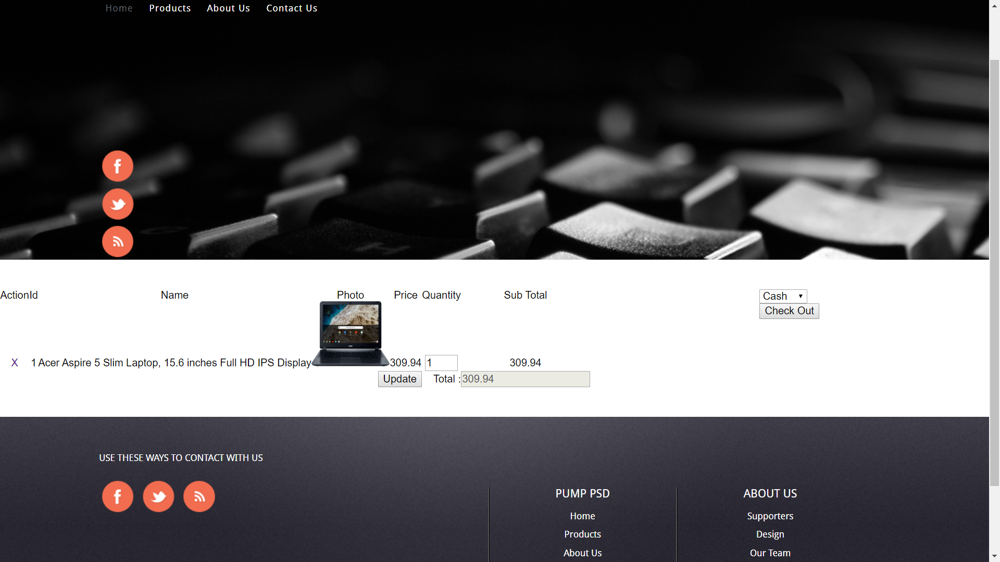 Home Products About Us Contact Us
ActionId Name Photo Price Quantity Sub Total Cash
Check Out
X 1 Acer Aspire 5 Slim Laptop, 15.6 inches Full HD IPS Display 309.94 1 309.94
Update Total : 309.94
USE THESE WAYS TO CONTACT WITH US
PUMP PSD ABOUT US
Home Supporters
Products Design
About Us Our Team